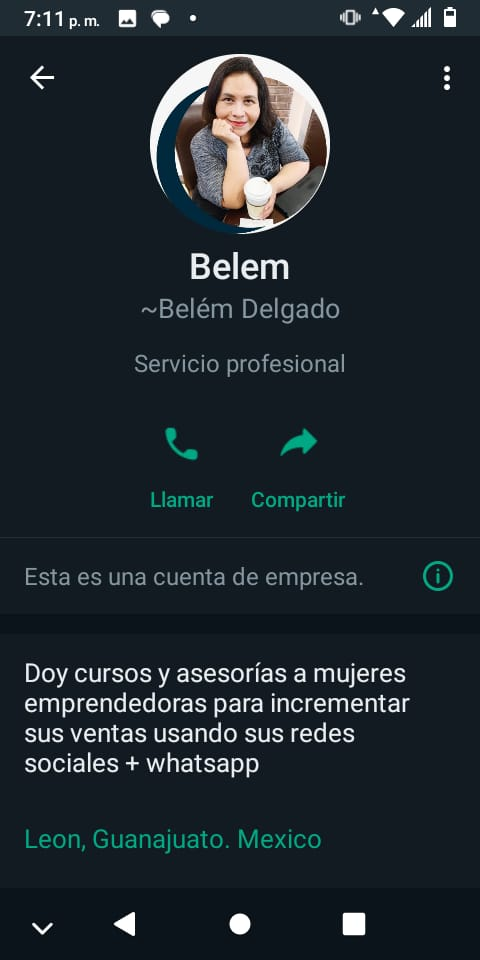 7:11 p. m.
Belem
~Belém Delgado
Servicio profesional
Llamar
Compartir
Esta es una cuenta de empresa.
Doy cursos y asesorías a mujeres
emprendedoras para incrementar
sus ventas usando sus redes
sociales + whatsapp
Leon, Guanajuato. Mexico